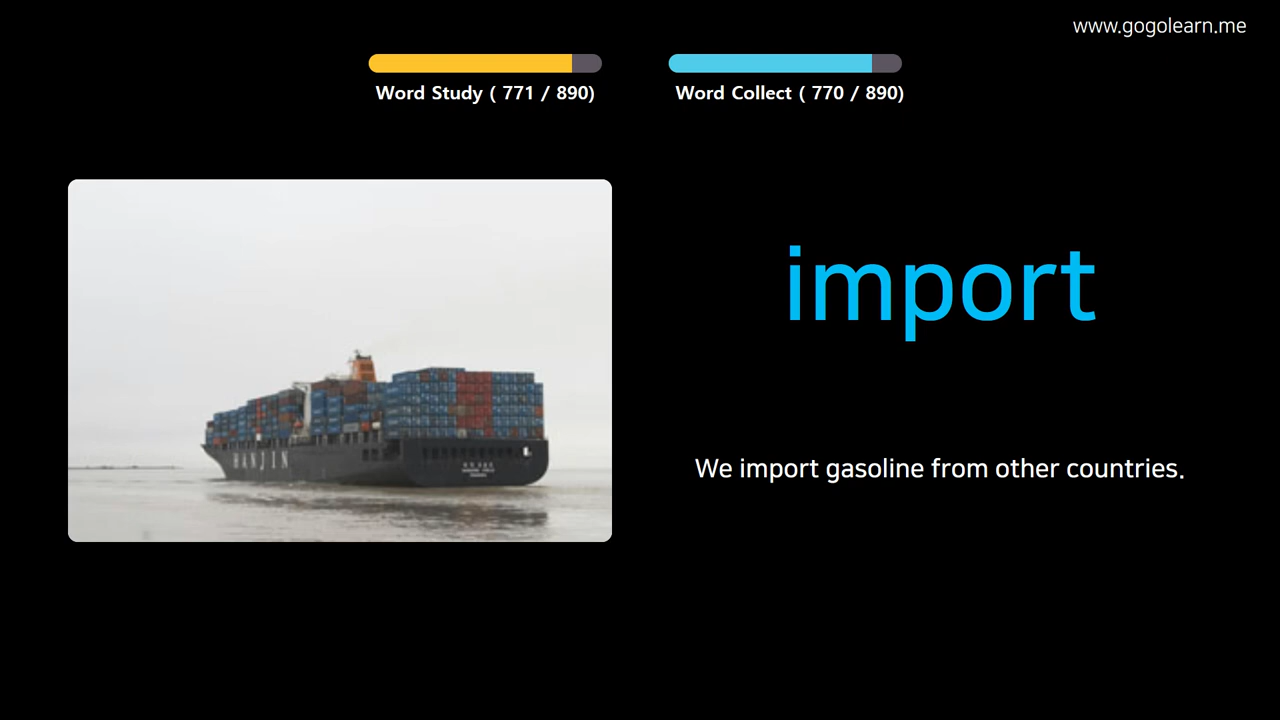 www.gogolearn.me
Word Study ( 771 / 890)
Word Collect ( 770 / 890)
import
HANJIN
We import gasoline from other countries.